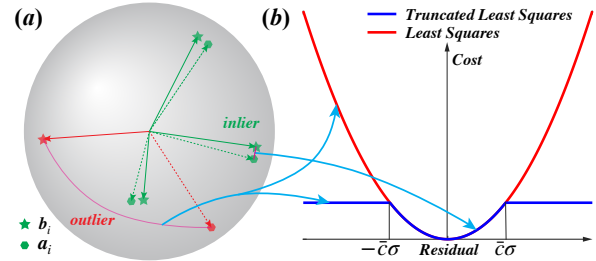 (a)
inlier
outlier
b_i
a_i
(b)
Truncated Least Squares
Least Squares
Cost
−c̄σ
Residual
c̄σ